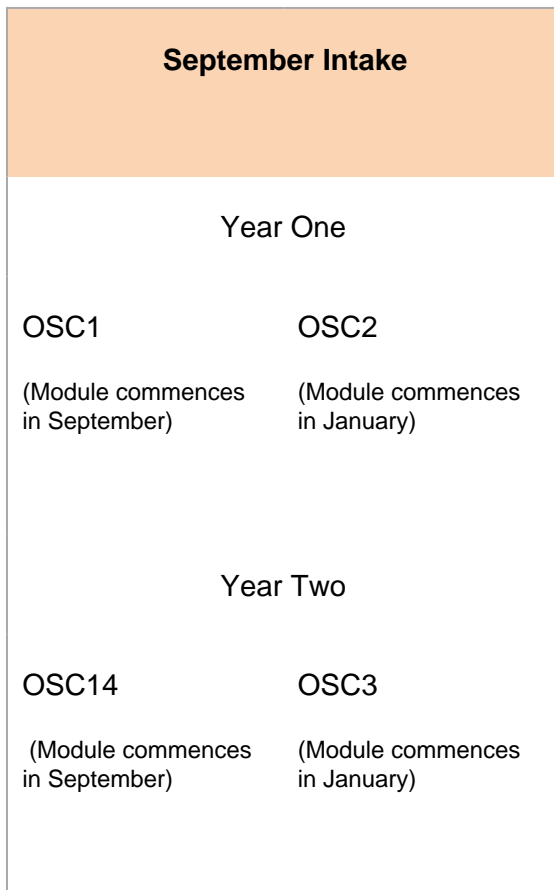 September Intake
Year One
OSC1
OSC2
(Module commences
in September)
(Module commences
in January)
Year Two
OSC14
OSC3
(Module commences
in September)
(Module commences
in January)